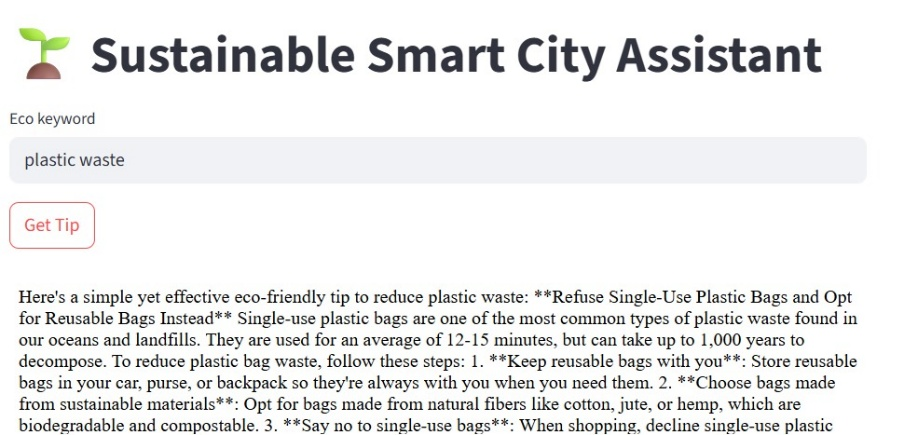 Sustainable Smart City Assistant
Eco keyword
plastic waste
Get Tip
Here's a simple yet effective eco-friendly tip to reduce plastic waste: **Refuse Single-Use Plastic Bags and Opt
for Reusable Bags Instead** Single-use plastic bags are one of the most common types of plastic waste found in
our oceans and landfills. They are used for an average of 12-15 minutes, but can take up to 1,000 years to
decompose. To reduce plastic bag waste, follow these steps: 1. **Keep reusable bags with you**: Store reusable
bags in your car, purse, or backpack so they're always with you when you need them. 2. **Choose bags made
from sustainable materials**: Opt for bags made from natural fibers like cotton, jute, or hemp, which are
biodegradable and compostable. 3. **Say no to single-use bags**: When shopping, decline single-use plastic